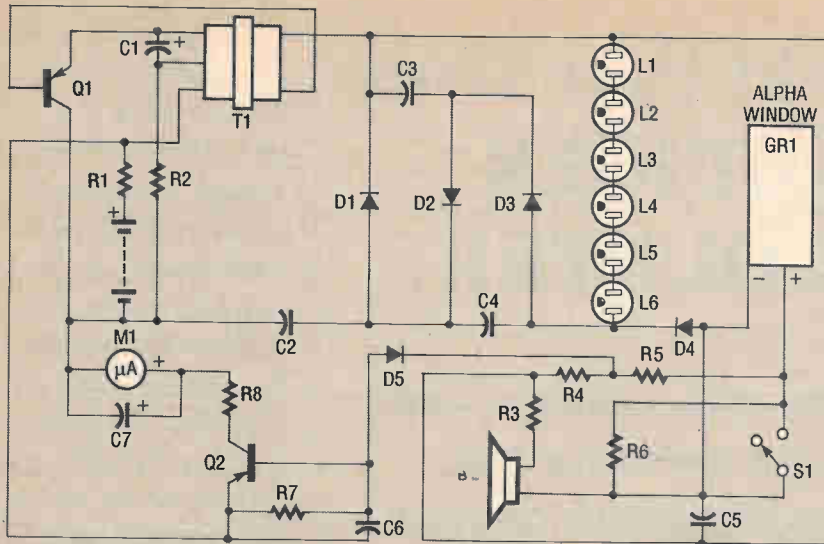 C1 +
Q1
T1
C3
L1
L2
L3
L4
L5
L6
ALPHA
WINDOW
GR1
- +
R1
R2
+
D1
D2
D3
C2
C4
D4
M1
µA +
C7 +
R8
D5
R4
R5
R3
R6
S1
Q2
R7
C6
C5